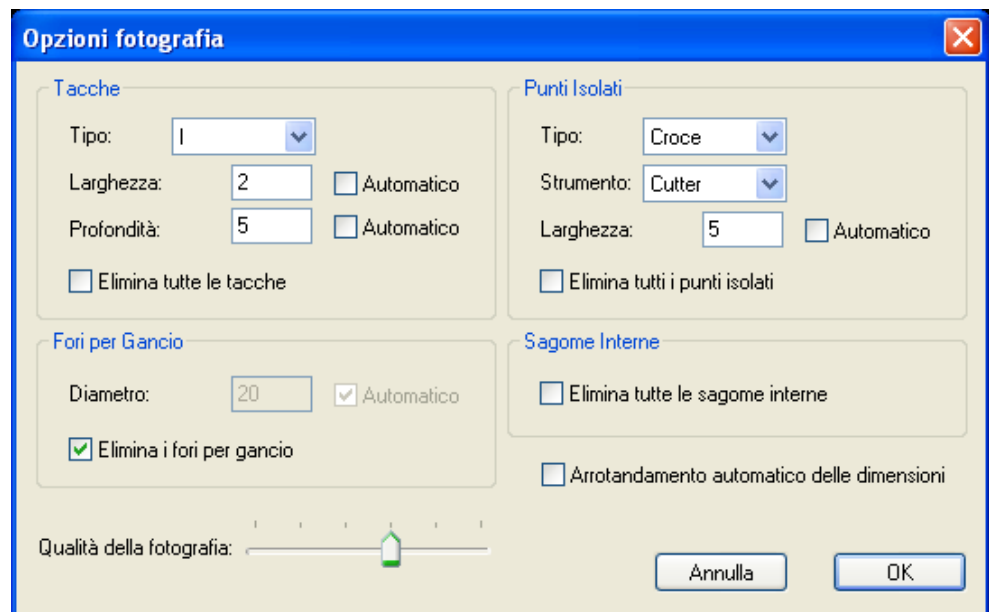 Opzioni fotografia
Tacche
Tipo: I
Larghezza: 2 Automatico
Profondità: 5 Automatico
Elimina tutte le tacche
Punti Isolati
Tipo: Croce
Strumento: Cutter
Larghezza: 5 Automatico
Elimina tutti i punti isolati
Fori per Gancio
Diametro: 20 Automatico
Elimina i fori per gancio
Sagome Interne
Elimina tutte le sagome interne
Arrotandamento automatico delle dimensioni
Qualità della fotografia:
Annulla OK